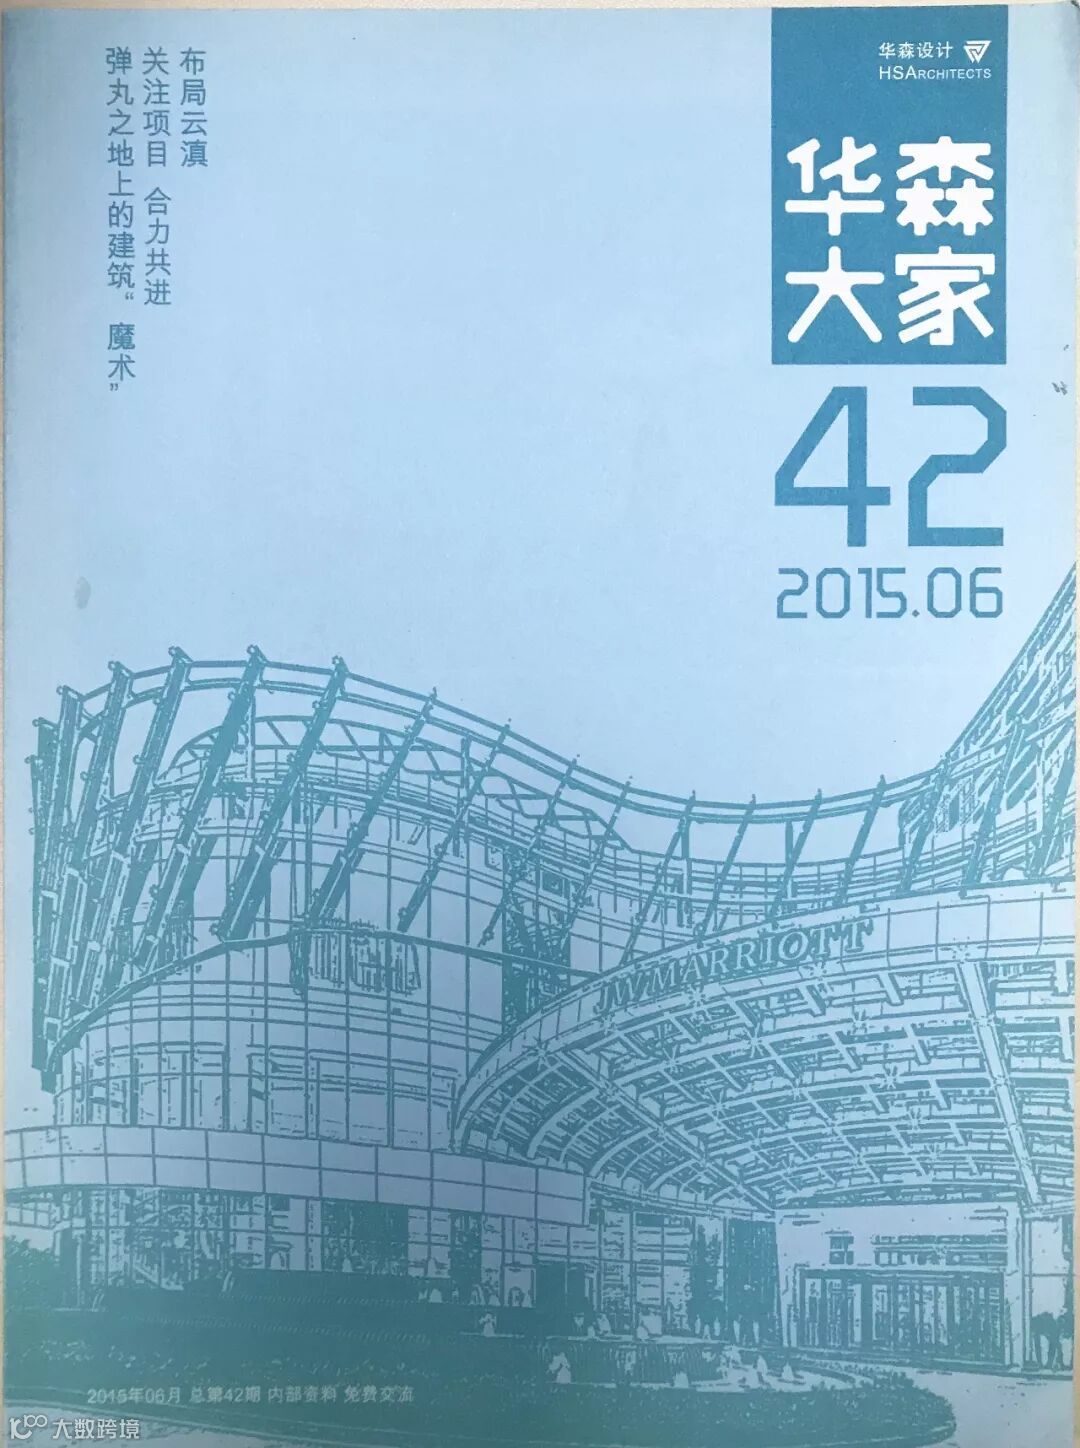 华森设计
HSARCHITECTS
华森
大家
42
2015.06
布局云滇
关注项目 合力共进
弹丸之地上的建筑“魔术”
JW MARRIOTT
2015年06月 总第42期 内部资料 免费交流
大数跨境